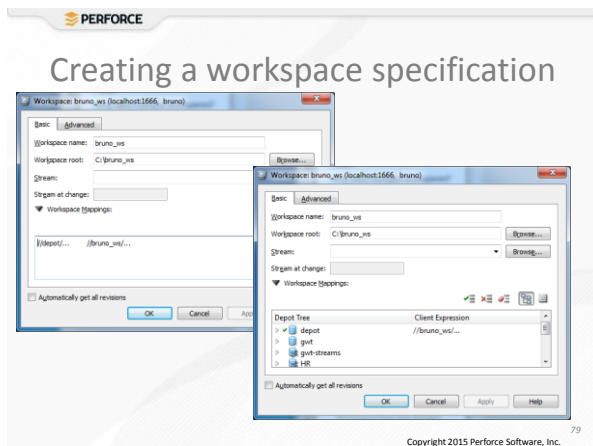 PERFORCE
Creating a workspace specification
Workspace: bruno_ws (localhost:1666, bruno)
Basic Advanced
Workspace name: bruno_ws
Workspace root: C:\bruno_ws Browse...
Stream:
Stream at change:
Workspace Mappings:
//depot/... //bruno_ws/...
Automatically get all revisions
OK Cancel App
Workspace: bruno_ws (localhost:1666, bruno)
Basic Advanced
Workspace name: bruno_ws
Workspace root: C:\bruno_ws Browse...
Stream: Browse...
Stream at change:
Workspace Mappings:
Depot Tree Client Expression
depot //bruno_ws/...
gwt
gwt-streams
HR
Automatically get all revisions
OK Cancel Apply Help
79
Copyright 2015 Perforce Software, Inc.